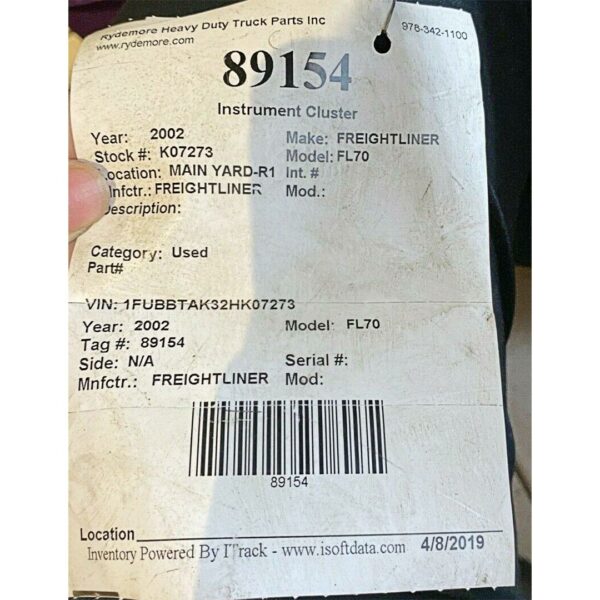 Rydemore Heavy Duty Truck Parts Inc
www.rydemore.com
978-342-1100
89154
Instrument Cluster
Year: 2002 Make: FREIGHTLINER
Stock #: K07273 Model: FL70
Location: MAIN YARD-R1 Int. #
Mnfctr.: FREIGHTLINER Mod.:
Description:
Category: Used
Part#
VIN: 1FUBBTAK32HK07273
Year: 2002 Model: FL70
Tag #: 89154
Side: N/A Serial #:
Mnfctr.: FREIGHTLINER Mod:
89154
Location
Inventory Powered By ITrack - www.isoftdata.com 4/8/2019